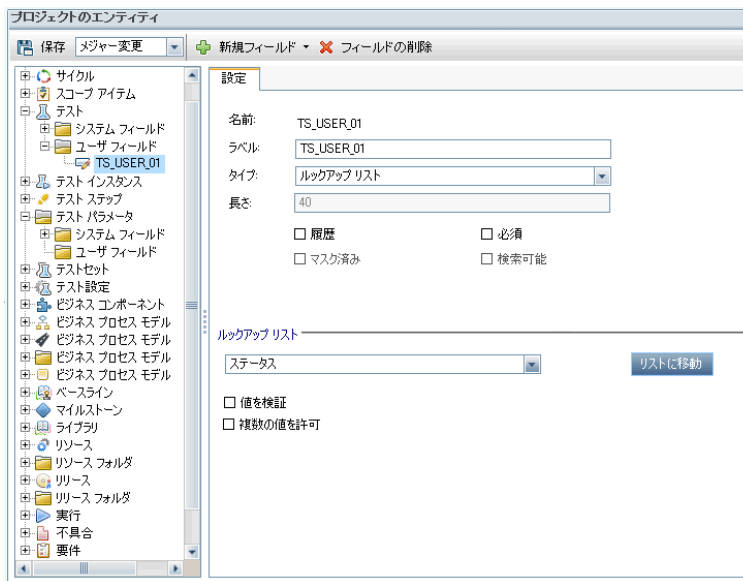 プロジェクトのエンティティ
保存 メジャー変更 新規フィールド フィールドの削除
サイクル
スコープ アイテム
テスト
システム フィールド
ユーザ フィールド
TS_USER_01
テスト インスタンス
テスト ステップ
テスト パラメータ
システム フィールド
ユーザ フィールド
テストセット
テスト設定
ビジネス コンポーネント
ビジネス プロセス モデル
ビジネス プロセス モデル
ビジネス プロセス モデル
ビジネス プロセス モデル
ベースライン
マイルストーン
ライブラリ
リソース
リソース フォルダ
リリース
リリース フォルダ
実行
不具合
要件
設定
名前: TS_USER_01
ラベル: TS_USER_01
タイプ: ルックアップ リスト
長さ: 40
履歴 必須
マスク済み 検索可能
ルックアップ リスト
ステータス リストに移動
値を検証
複数の値を許可